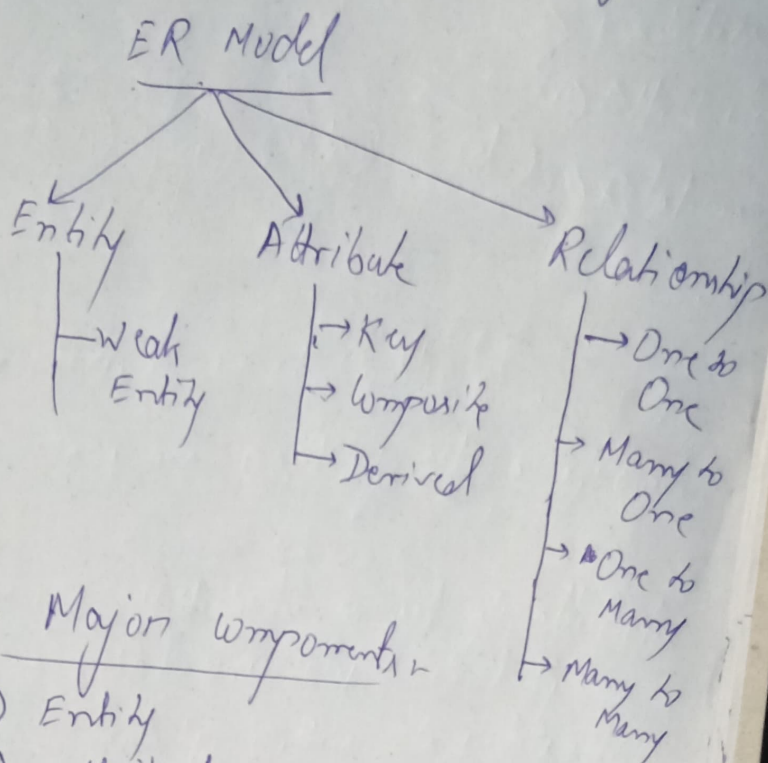 ER Model
Entity
Attribute
Relationship
Weak
Entity
Key
Composite
Derived
One to
One
Many to
One
One to
Many
Many to
Many
Major components
Entity